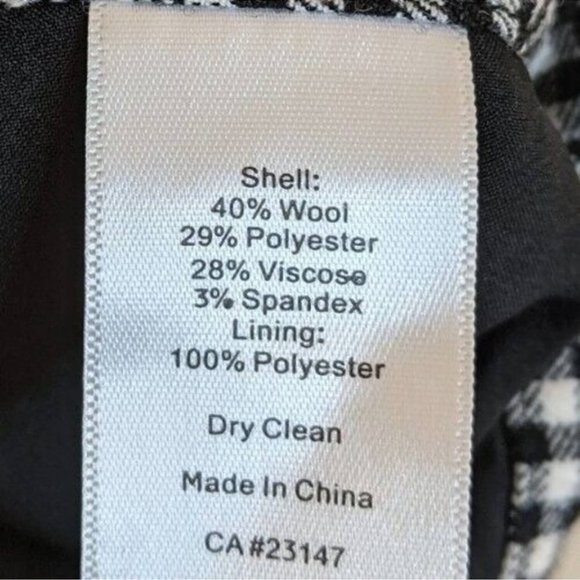 Shell:
40% Wool
29% Polyester
28% Viscose
3% Spandex
Lining:
100% Polyester
Dry Clean
Made In China
CA#23147